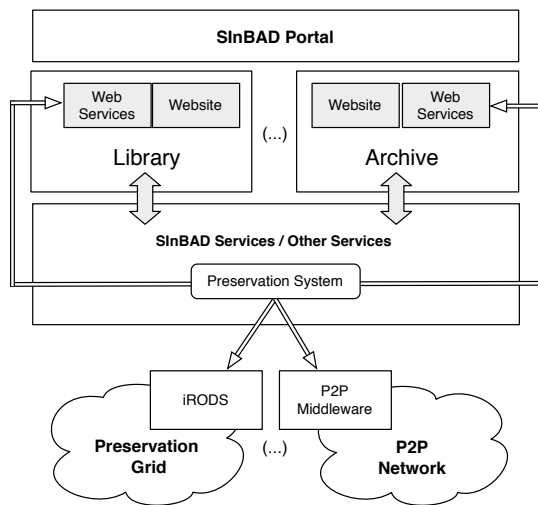 SInBAD Portal
Web
Services
Website
Library
(...)
Website
Web
Services
Archive
SInBAD Services / Other Services
Preservation System
iRODS
P2P
Middleware
Preservation
Grid
(...)
P2P
Network